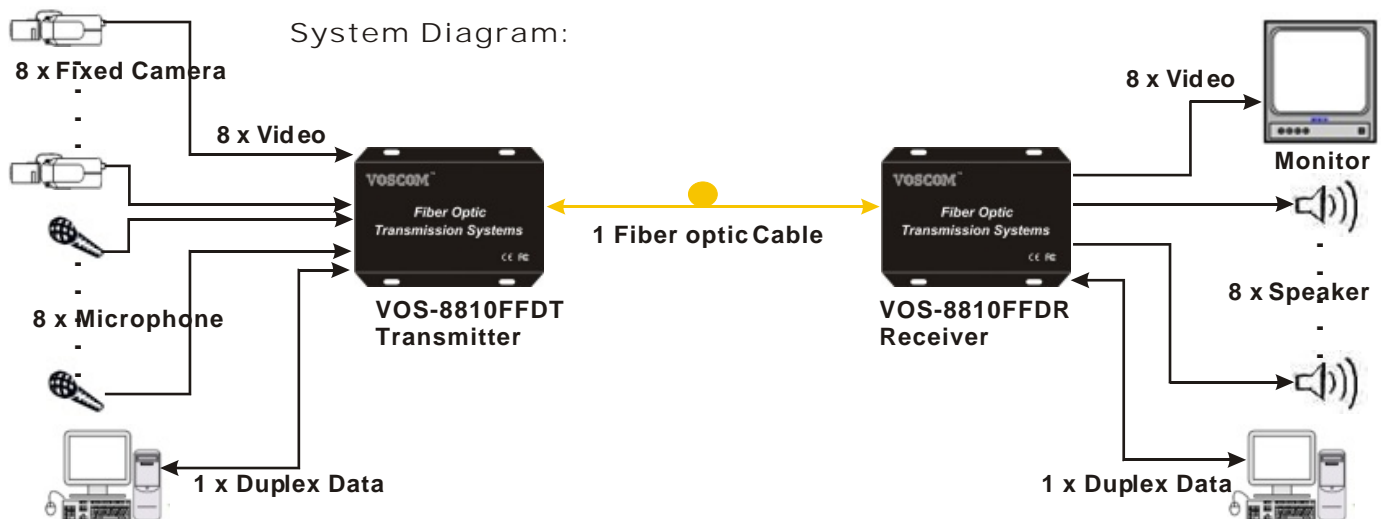 System Diagram:
8 x Fixed Camera
8 x Video
8 x Video
Monitor
VOSCOM™
Fiber Optic
Transmission Systems
CE FC
VOSCOM™
Fiber Optic
Transmission Systems
CE FC
1 Fiber optic Cable
8 x Microphone
VOS-8810FFDT
Transmitter
VOS-8810FFDR
Receiver
8 x Speaker
1 x Duplex Data
1 x Duplex Data